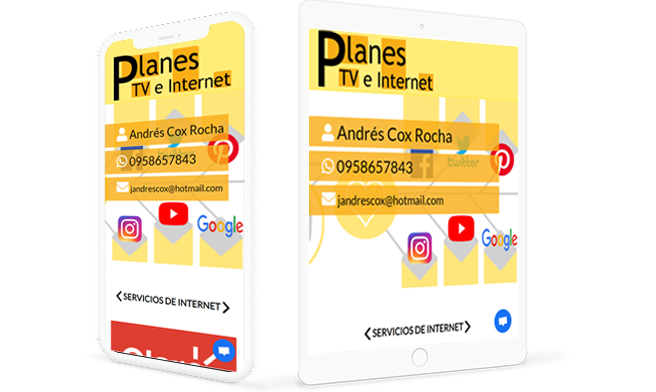 Planes
TV e Internet
Andrés Cox Rocha
0958657843
jandrescox@hotmail.com
Google
< SERVICIOS DE INTERNET >
Planes
TV e Internet
Andrés Cox Rocha
twitter
0958657843
jandrescox@hotmail.com
Google
< SERVICIOS DE INTERNET >